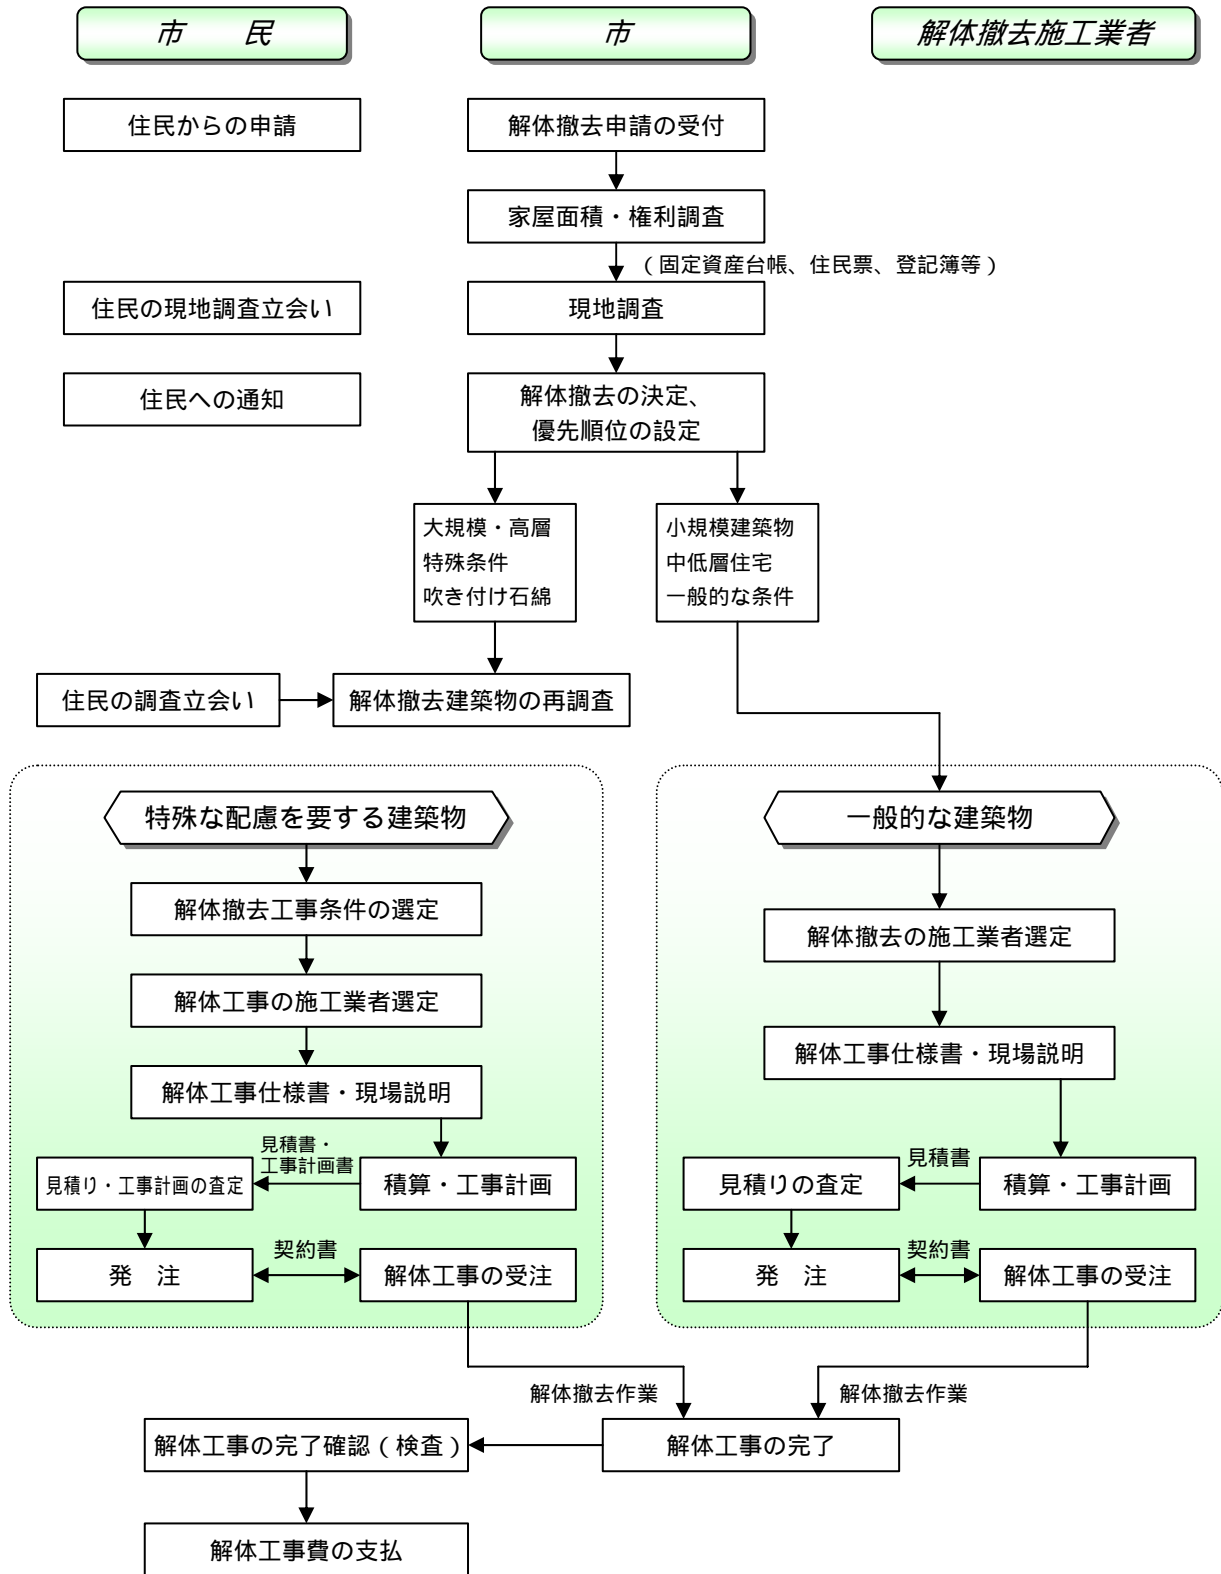 市　民
市
解体撤去施工業者
住民からの申請
解体撤去申請の受付
家屋面積・権利調査
（固定資産台帳、住民票、登記簿等）
住民の現地調査立会い
現地調査
住民への通知
解体撤去の決定、
優先順位の設定
大規模・高層
特殊条件
吹き付け石綿
小規模建築物
中低層住宅
一般的な条件
住民の調査立会い
解体撤去建築物の再調査
特殊な配慮を要する建築物
解体撤去工事条件の選定
解体工事の施工業者選定
解体工事仕様書・現場説明
見積書・
工事計画書
見積り・工事計画の査定
積算・工事計画
契約書
発　注
解体工事の受注
一般的な建築物
解体撤去の施工業者選定
解体工事仕様書・現場説明
見積書
見積りの査定
積算・工事計画
契約書
発　注
解体工事の受注
解体撤去作業
解体撤去作業
解体工事の完了確認（検査）
解体工事の完了
解体工事費の支払